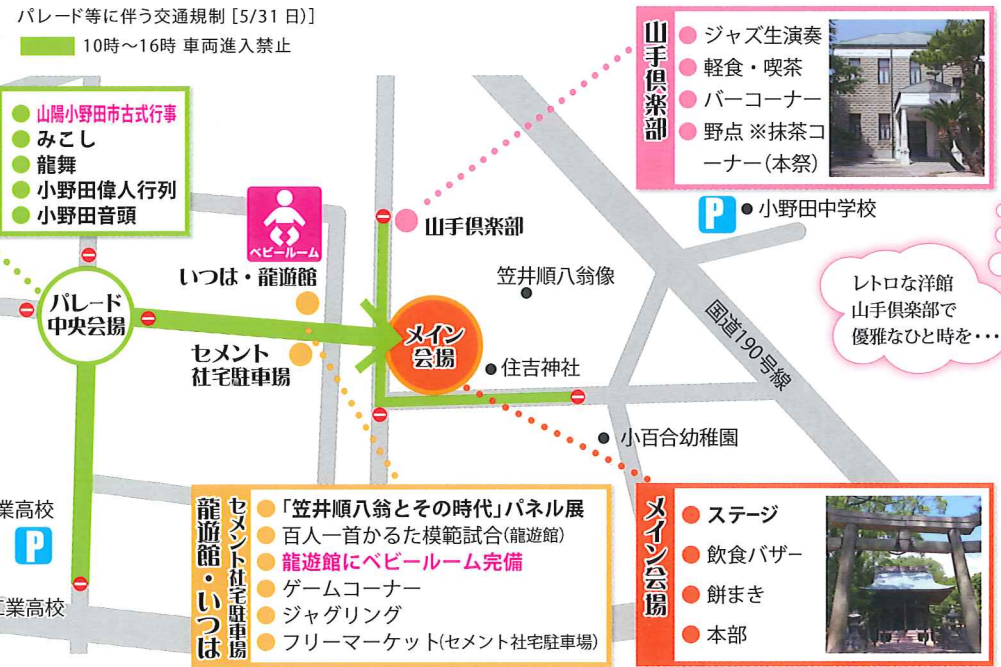 パレード等に伴う交通規制 [5/31 日)]
10時～16時 車両進入禁止
山陽小野田市古式行事
みこし
龍舞
小野田偉人行列
小野田音頭
山手倶楽部
ジャズ生演奏
軽食・喫茶
バーコーナー
野点 ※抹茶コ
ーナー(本祭)
P
小野田中学校
ベビールーム
山手倶楽部
いつは・龍遊館
笠井順八翁像
レトロな洋館
山手倶楽部で
優雅なひと時を・・・
パレード
中央会場
メイン
会場
国道190号線
セメント
社宅駐車場
住吉神社
小百合幼稚園
業高校
P
業高校
セメント社宅駐車場
龍遊館・いつは
「笠井順八翁とその時代」パネル展
百人一首かるた模範試合(龍遊館)
龍遊館にベビールーム完備
ゲームコーナー
ジャグリング
フリーマーケット(セメント社宅駐車場)
メイン会場
ステージ
飲食バザー
餅まき
本部